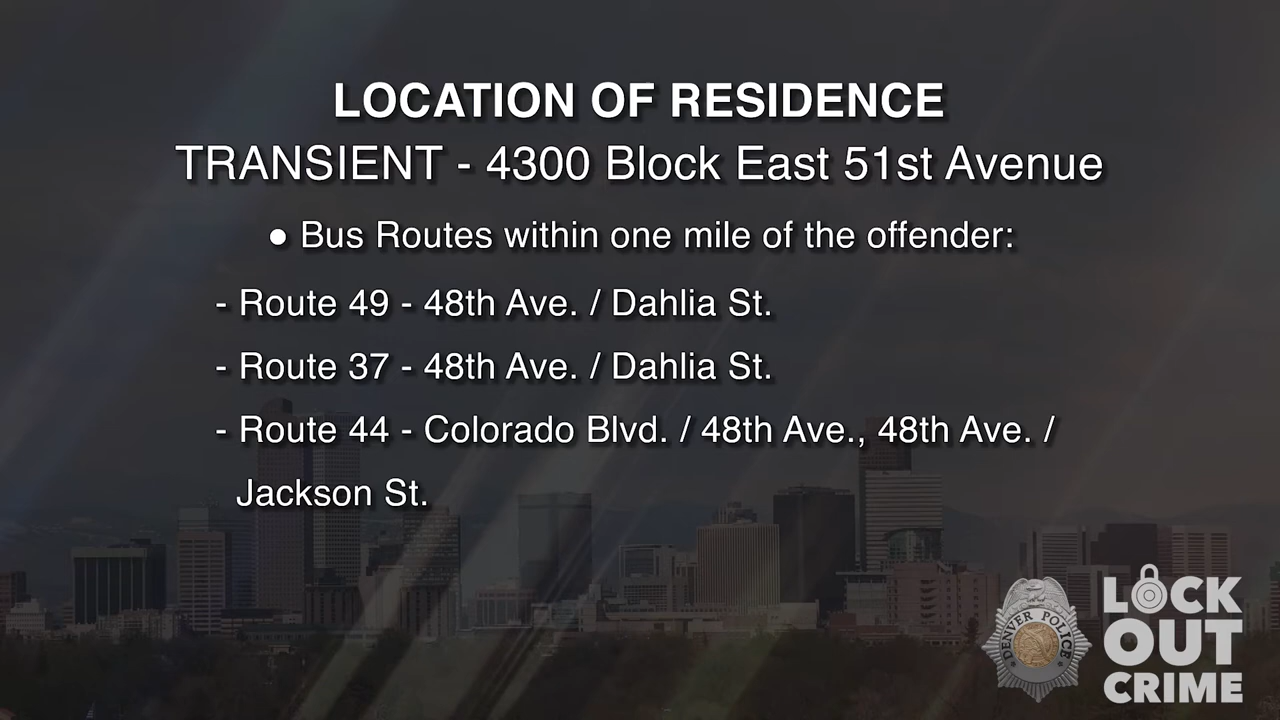 LOCATION OF RESIDENCE
TRANSIENT - 4300 Block East 51st Avenue
● Bus Routes within one mile of the offender:
- Route 49 - 48th Ave. / Dahlia St.
- Route 37 - 48th Ave. / Dahlia St.
- Route 44 - Colorado Blvd. / 48th Ave., 48th Ave. /
Jackson St.
DENVER POLICE
LOCK
OUT
CRIME